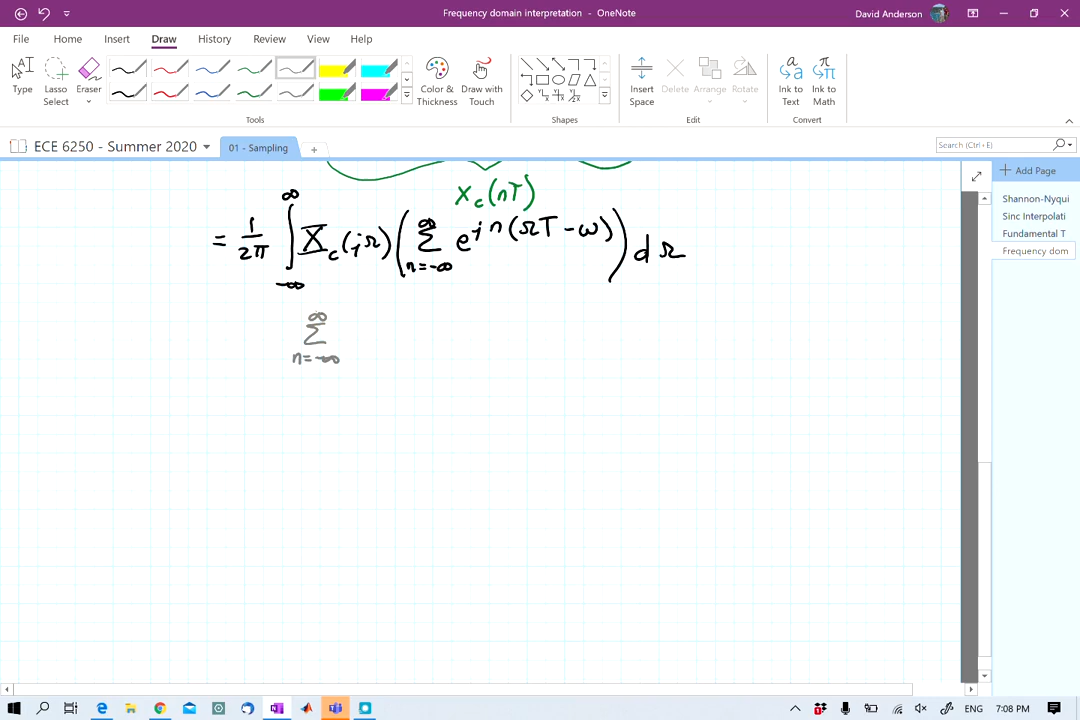 Frequency domain interpretation - OneNote
David Anderson
File Home Insert Draw History Review View Help
Type
Lasso Select
Eraser
Color & Thickness
Draw with Touch
Insert Space
Delete
Arrange
Rotate
Ink to Text
Ink to Math
Tools
Shapes
Edit
Convert
ECE 6250 - Summer 2020
01 - Sampling
Search (Ctrl+E)
Add Page
Shannon-Nyqui
Sinc Interpolati
Fundamental T
Frequency dom
X_c(nT)
= 1/2π ∫_{-∞}^{∞} X_c(jΩ) ( Σ_{n=-∞}^{∞} e^{jn(ΩT-ω)} ) dΩ
Σ_{n=-∞}^{∞}
ENG 7:08 PM